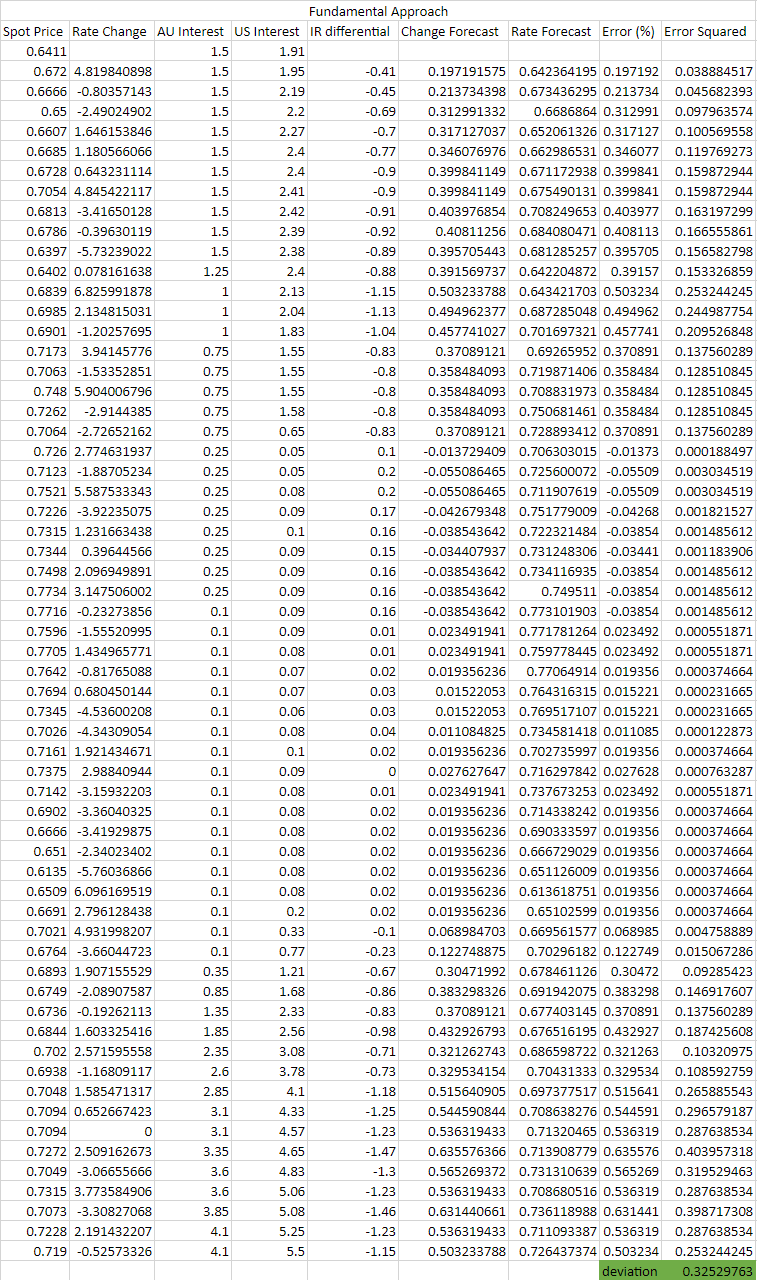 Fundamental Approach
Spot Price Rate Change AU Interest US Interest IR differential Change Forecast Rate Forecast Error (%) Error Squared
0.6411 1.5 1.91
0.672 4.819840898 1.5 1.95 -0.41 0.197191575 0.642364195 0.197192 0.038884517
0.6666 -0.80357143 1.5 2.19 -0.45 0.213734398 0.673436295 0.213734 0.045682393
0.65 -2.49024902 1.5 2.2 -0.69 0.312991332 0.6686864 0.312991 0.097963574
0.6607 1.646153846 1.5 2.27 -0.7 0.317127037 0.652061326 0.317127 0.100569558
0.6685 1.180566066 1.5 2.4 -0.77 0.346076976 0.662986531 0.346077 0.119769273
0.6728 0.643231114 1.5 2.4 -0.9 0.399841149 0.671172938 0.399841 0.159872944
0.7054 4.845422117 1.5 2.41 -0.9 0.399841149 0.675490131 0.399841 0.159872944
0.6813 -3.41650128 1.5 2.42 -0.91 0.403976854 0.708249653 0.403977 0.163197299
0.6786 -0.39630119 1.5 2.39 -0.92 0.40811256 0.684080471 0.408113 0.166555861
0.6397 -5.73239022 1.5 2.38 -0.89 0.395705443 0.681285257 0.395705 0.156582798
0.6402 0.078161638 1.25 2.4 -0.88 0.391569737 0.642204872 0.39157 0.153326859
0.6839 6.825991878 1 2.13 -1.15 0.503233788 0.643421703 0.503234 0.253244245
0.6985 2.134815031 1 2.04 -1.13 0.494962377 0.687285048 0.494962 0.244987754
0.6901 -1.20257695 1 1.83 -1.04 0.457741027 0.701697321 0.457741 0.209526848
0.7173 3.94145776 0.75 1.55 -0.83 0.37089121 0.69265952 0.370891 0.137560289
0.7063 -1.53352851 0.75 1.55 -0.8 0.358484093 0.719871406 0.358484 0.128510845
0.748 5.904006796 0.75 1.55 -0.8 0.358484093 0.708831973 0.358484 0.128510845
0.7262 -2.9144385 0.75 1.58 -0.8 0.358484093 0.750681461 0.358484 0.128510845
0.7064 -2.72652162 0.75 0.65 -0.83 0.37089121 0.728893412 0.370891 0.137560289
0.726 2.774631937 0.25 0.05 0.1 -0.013729409 0.706303015 -0.01373 0.000188497
0.7123 -1.88705234 0.25 0.05 0.2 -0.055086465 0.725600072 -0.05509 0.003034519
0.7521 5.587533343 0.25 0.08 0.2 -0.055086465 0.711907619 -0.05509 0.003034519
0.7226 -3.92235075 0.25 0.09 0.17 -0.042679348 0.751779009 -0.04268 0.001821527
0.7315 1.231663438 0.25 0.1 0.16 -0.038543642 0.722321484 -0.03854 0.001485612
0.7344 0.39644566 0.25 0.09 0.15 -0.034407937 0.731248306 -0.03441 0.001183906
0.7498 2.096949891 0.25 0.09 0.16 -0.038543642 0.734116935 -0.03854 0.001485612
0.7734 3.147506002 0.25 0.09 0.16 -0.038543642 0.749511 -0.03854 0.001485612
0.7716 -0.23273856 0.1 0.09 0.16 -0.038543642 0.773101903 -0.03854 0.001485612
0.7596 -1.55520995 0.1 0.09 0.01 0.023491941 0.771781264 0.023492 0.000551871
0.7705 1.434965771 0.1 0.08 0.01 0.023491941 0.759778445 0.023492 0.000551871
0.7642 -0.81765088 0.1 0.07 0.02 0.019356236 0.77064914 0.019356 0.000374664
0.7694 0.680450144 0.1 0.07 0.03 0.01522053 0.764316315 0.015221 0.000231665
0.7345 -4.53600208 0.1 0.06 0.03 0.01522053 0.769517107 0.015221 0.000231665
0.7026 -4.34309054 0.1 0.08 0.04 0.011084825 0.734581418 0.011085 0.000122873
0.7161 1.921434671 0.1 0.1 0.02 0.019356236 0.702735997 0.019356 0.000374664
0.7375 2.98840944 0.1 0.09 0 0.027627647 0.716297842 0.027628 0.000763287
0.7142 -3.15932203 0.1 0.08 0.01 0.023491941 0.737673253 0.023492 0.000551871
0.6902 -3.36040325 0.1 0.08 0.02 0.019356236 0.714338242 0.019356 0.000374664
0.6666 -3.41929875 0.1 0.08 0.02 0.019356236 0.690333597 0.019356 0.000374664
0.651 -2.34023402 0.1 0.08 0.02 0.019356236 0.666729029 0.019356 0.000374664
0.6135 -5.76036866 0.1 0.08 0.02 0.019356236 0.651126009 0.019356 0.000374664
0.6509 6.096169519 0.1 0.08 0.02 0.019356236 0.613618751 0.019356 0.000374664
0.6691 2.796128438 0.1 0.2 0.02 0.019356236 0.65102599 0.019356 0.000374664
0.7021 4.931998207 0.1 0.33 -0.1 0.068984703 0.669561577 0.068985 0.004758889
0.6764 -3.66044723 0.1 0.77 -0.23 0.122748875 0.70296182 0.122749 0.015067286
0.6893 1.907155529 0.35 1.21 -0.67 0.30471992 0.678461126 0.30472 0.09285423
0.6749 -2.08907587 0.85 1.68 -0.86 0.383298326 0.691942075 0.383298 0.146917607
0.6736 -0.19262113 1.35 2.33 -0.83 0.37089121 0.677403145 0.370891 0.137560289
0.6844 1.603325416 1.85 2.56 -0.98 0.432926793 0.676516195 0.432927 0.187425608
0.702 2.571595558 2.35 3.08 -0.71 0.321262743 0.686598722 0.321263 0.10320975
0.6938 -1.16809117 2.6 3.78 -0.73 0.329534154 0.70431333 0.329534 0.108592759
0.7048 1.585471317 2.85 4.1 -1.18 0.515640905 0.697377517 0.515641 0.265885543
0.7094 0.652667423 3.1 4.33 -1.25 0.544590844 0.708638276 0.544591 0.296579187
0.7094 0 3.1 4.57 -1.23 0.536319433 0.71320465 0.536319 0.287638534
0.7272 2.509162673 3.35 4.65 -1.47 0.635576366 0.713908779 0.635576 0.403957318
0.7049 -3.06655666 3.6 4.83 -1.3 0.565269372 0.731310639 0.565269 0.319529463
0.7315 3.773584906 3.6 5.06 -1.23 0.536319433 0.708680516 0.536319 0.287638534
0.7073 -3.30827068 3.85 5.08 -1.46 0.631440661 0.736118988 0.631441 0.398717308
0.7228 2.191432207 4.1 5.25 -1.23 0.536319433 0.711093387 0.536319 0.287638534
0.719 -0.52573326 4.1 5.5 -1.15 0.503233788 0.726437374 0.503234 0.253244245
deviation 0.32529763